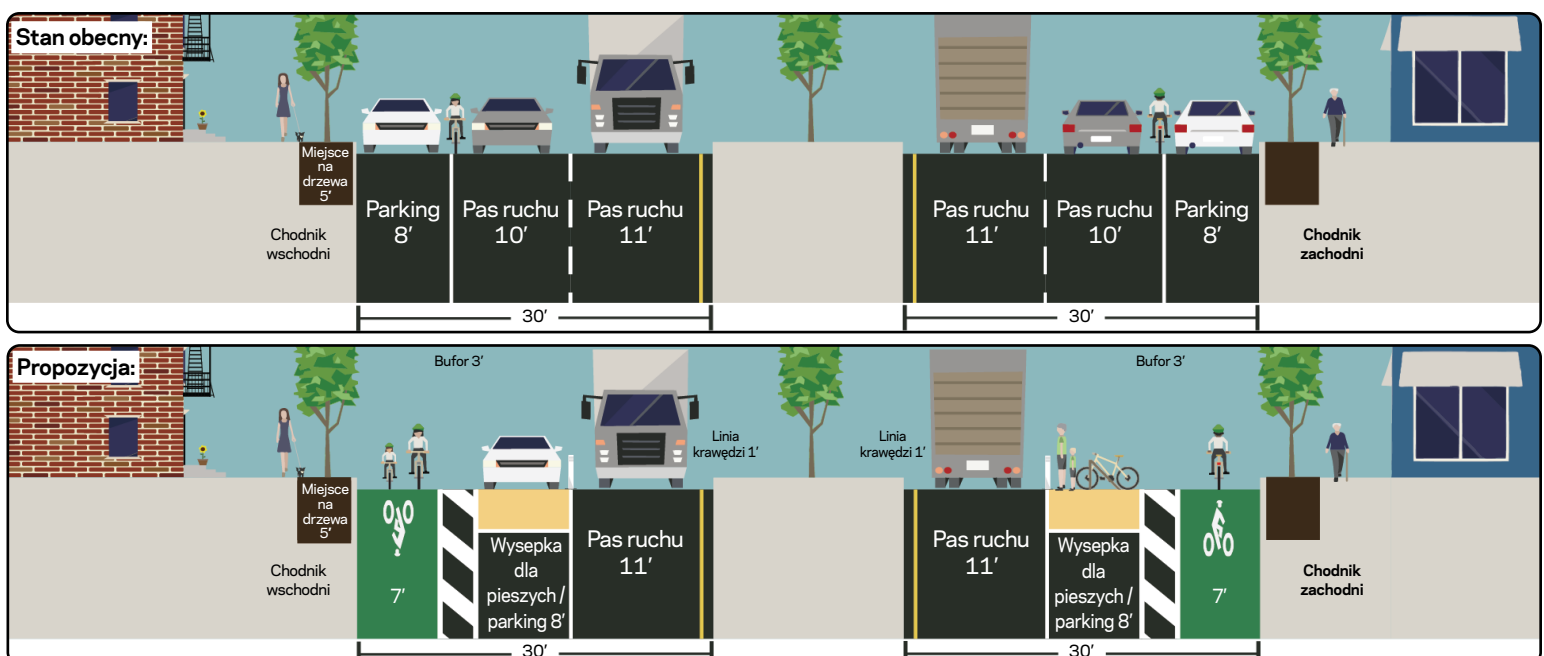 Stan obecny:
Miejsce
na
drzewa
5′
Chodnik
wschodni
Parking
8′
Pas ruchu
10′
Pas ruchu
11′
30′
Pas ruchu
11′
Pas ruchu
10′
Parking
8′
30′
Chodnik
zachodni
Propozycja:
Miejsce
na
drzewa
5′
Chodnik
wschodni
7′
Bufor 3′
Wysepka
dla
pieszych /
parking 8′
Pas ruchu
11′
Linia
krawędzi 1′
30′
Linia
krawędzi 1′
Pas ruchu
11′
Wysepka
dla
pieszych /
parking 8′
Bufor 3′
7′
30′
Chodnik
zachodni